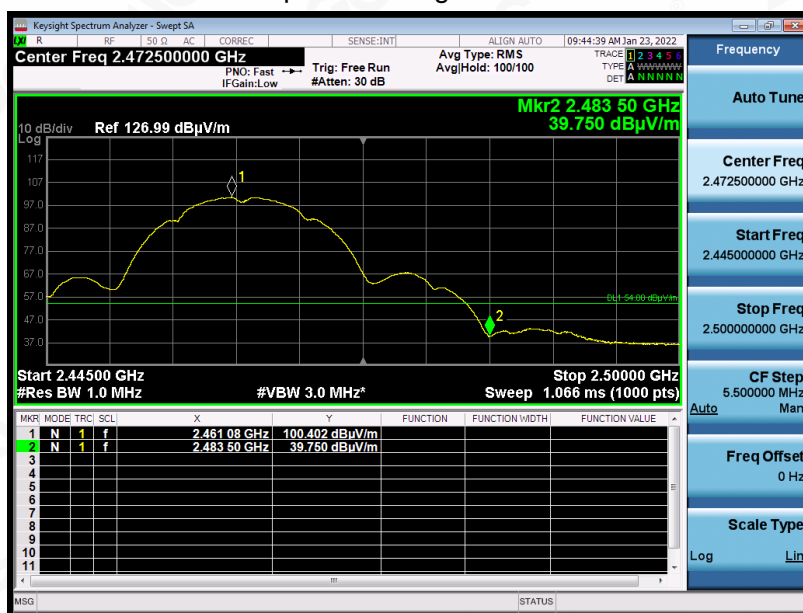 Keysight Spectrum Analyzer - Swept SA
LXI R RF 50 Ω AC CORREC SENSE:INT ALIGN AUTO 09:44:39 AM Jan 23, 2022
Center Freq 2.472500000 GHz
PNO: Fast
IFGain:Low
Trig: Free Run
#Atten: 30 dB
Avg Type: RMS
Avg|Hold: 100/100
TRACE 1 2 3 4 5 6
TYPE A WWWWW
DET A N N N N N
Mkr2 2.483 50 GHz
39.750 dBµV/m
10 dB/div Ref 126.99 dBµV/m
Log
117
107
97.0
87.0
77.0
67.0
57.0
47.0
37.0
1
2
DL1 54.00 dBµV/m
Start 2.44500 GHz Stop 2.50000 GHz
#Res BW 1.0 MHz #VBW 3.0 MHz* Sweep 1.066 ms (1000 pts)
MKR MODE TRC SCL X Y FUNCTION FUNCTION WIDTH FUNCTION VALUE
1 N 1 f 2.461 08 GHz 100.402 dBµV/m
2 N 1 f 2.483 50 GHz 39.750 dBµV/m
3
4
5
6
7
8
9
10
11
MSG STATUS
Frequency
Auto Tune
Center Freq
2.472500000 GHz
Start Freq
2.445000000 GHz
Stop Freq
2.500000000 GHz
CF Step
5.500000 MHz
Auto Man
Freq Offset
0 Hz
Scale Type
Log Lin